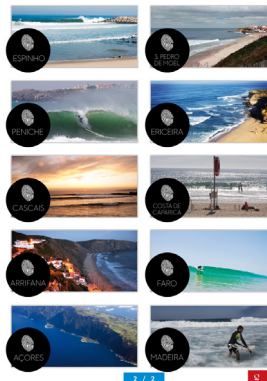 ESPINHO
S. PEDRO
DE MOEL
PENICHE
ERICEIRA
CASCAIS
COSTA DE
CAPARICA
ARRIFANA
FARO
AÇORES
MADEIRA
2 / 2